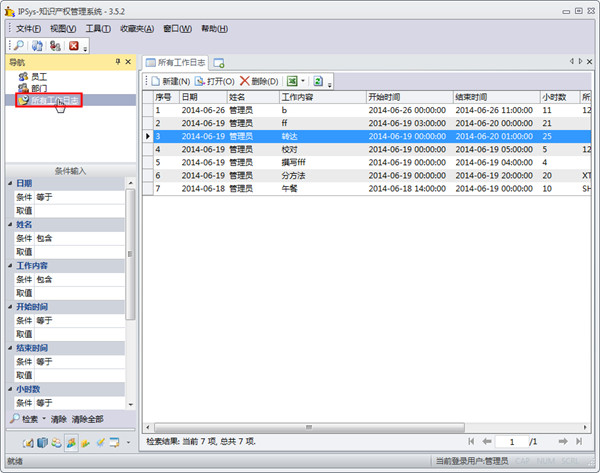 IPSys-知识产权管理系统 - 3.5.2
文件(F) 视图(V) 工具(T) 收藏夹(A) 窗口(W) 帮助(H)
导航
员工
部门
所有工作日志
条件输入
日期
条件 等于
取值
姓名
条件 包含
取值
工作内容
条件 包含
取值
开始时间
条件 等于
取值
结束时间
条件 等于
取值
小时数
条件 等于
检索 清除 清除全部
所有工作日志
新建(N) 打开(O) 删除(D)
序号 日期 姓名 工作内容 开始时间 结束时间 小时数 所
1 2014-06-26 管理员 b 2014-06-26 00:00:00 2014-06-26 11:00:00 11 12
2 2014-06-19 管理员 ff 2014-06-19 03:00:00 2014-06-20 00:00:00 21
3 2014-06-19 管理员 转达 2014-06-19 00:00:00 2014-06-20 01:00:00 25
4 2014-06-19 管理员 校对 2014-06-19 00:00:00 2014-06-19 05:00:00 5 12
5 2014-06-19 管理员 撰写fff 2014-06-19 00:00:00 2014-06-19 04:00:00 4
6 2014-06-19 管理员 分方法 2014-06-19 00:00:00 2014-06-19 20:00:00 20 XT
7 2014-06-18 管理员 午餐 2014-06-18 14:00:00 2014-06-19 00:00:00 10 SH
检索结果: 当前 7 项, 总共 7 项.
1 /1
就绪
当前登录用户:管理员 CAP NUM SCRL